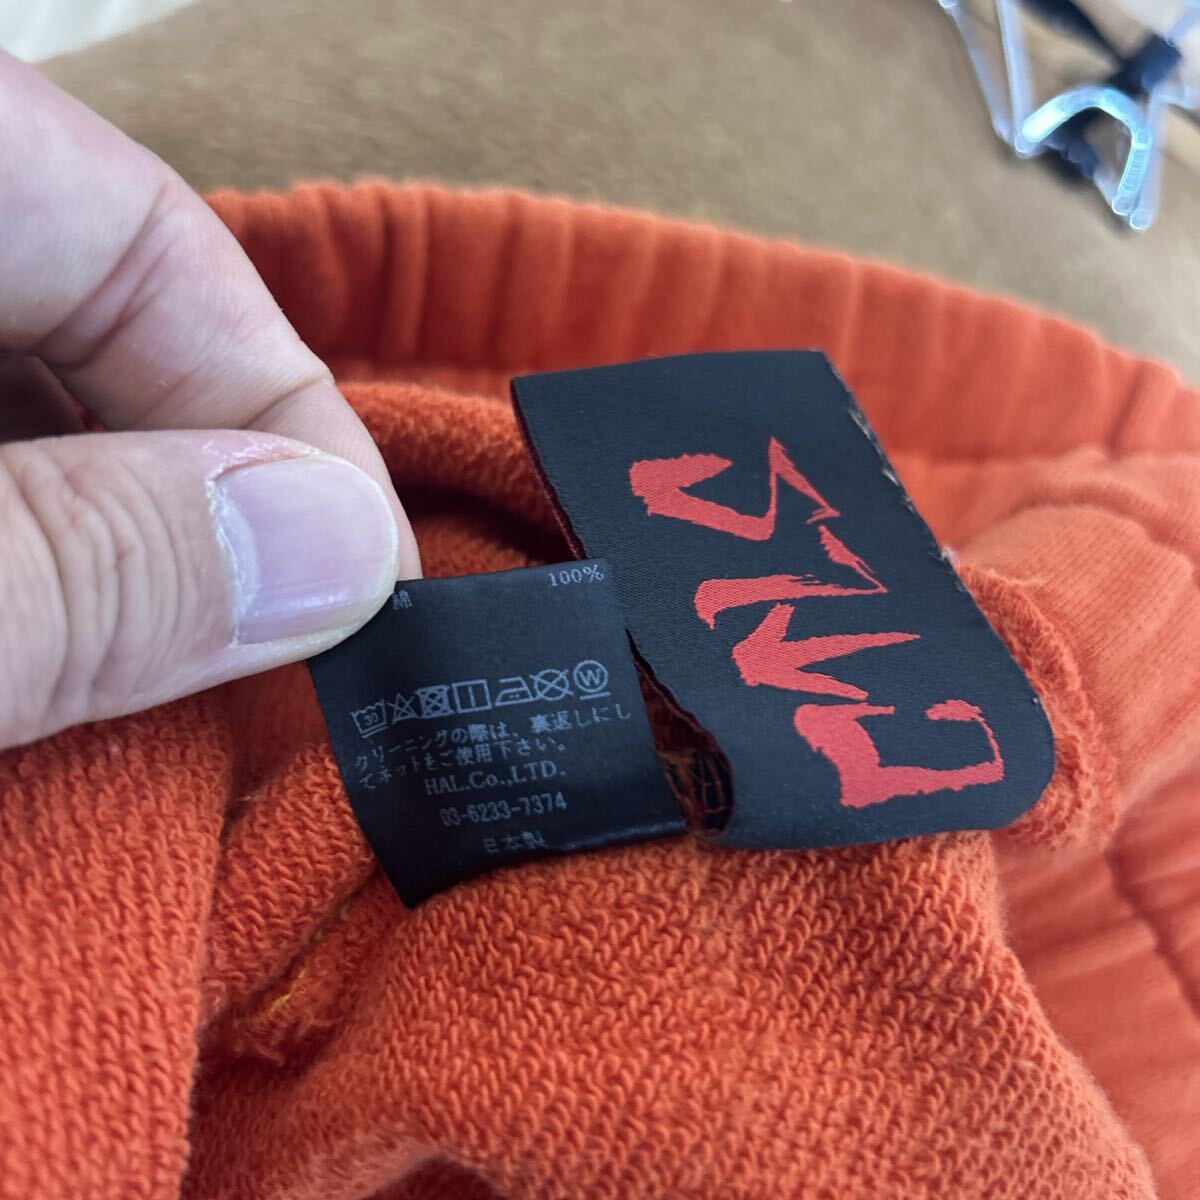 綿 100%
30 W
クリーニングの際は、裏返しにし
てネットをご使用下さい。
HAL.Co.,LTD.
03-6233-7374
日本製